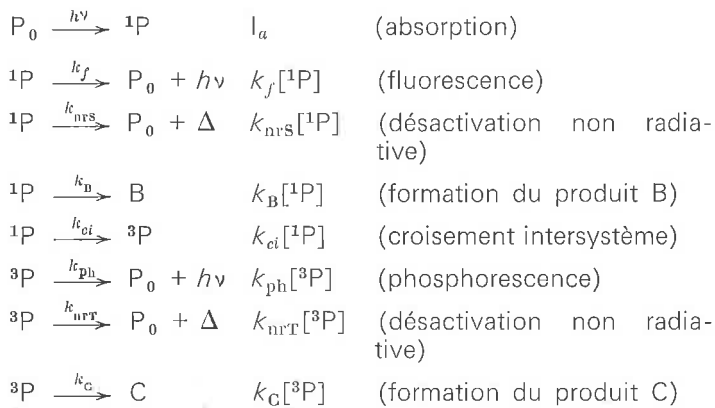 P₀ —hν→ ¹P Iₐ (absorption)
¹P —k_f→ P₀ + hν k_f[¹P] (fluorescence)
¹P —k_nrS→ P₀ + Δ k_nrS[¹P] (désactivation non radia-
tive)
¹P —k_B→ B k_B[¹P] (formation du produit B)
¹P —k_ci→ ³P k_ci[¹P] (croisement intersystème)
³P —k_ph→ P₀ + hν k_ph[³P] (phosphorescence)
³P —k_nrT→ P₀ + Δ k_nrT[³P] (désactivation non radia-
tive)
³P —k_C→ C k_C[³P] (formation du produit C)